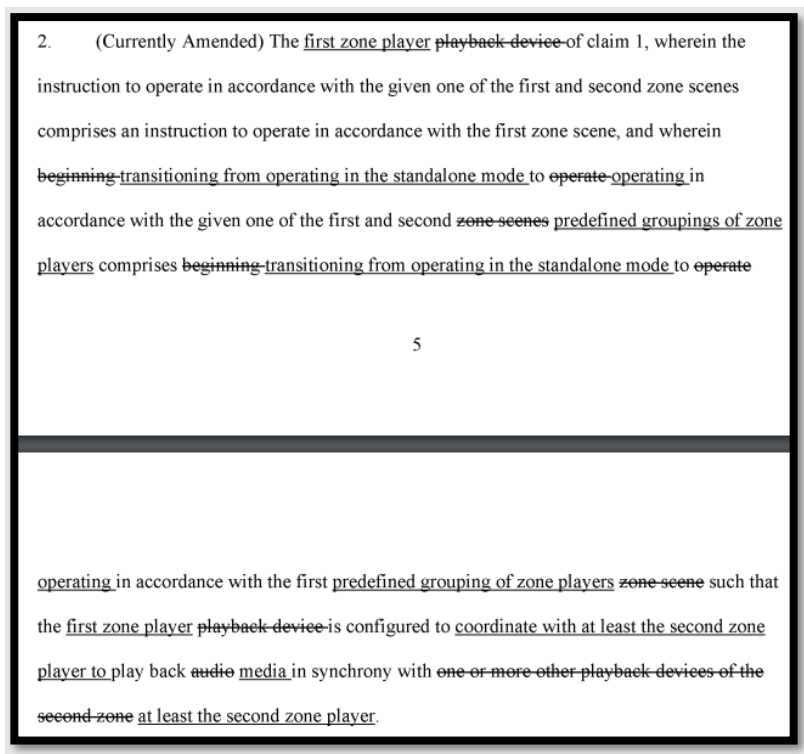 2. (Currently Amended) The first zone player playback device of claim 1, wherein the
instruction to operate in accordance with the given one of the first and second zone scenes
comprises an instruction to operate in accordance with the first zone scene, and wherein
beginning transitioning from operating in the standalone mode to operate operating in
accordance with the given one of the first and second zone scenes predefined groupings of zone
players comprises beginning transitioning from operating in the standalone mode to operate
5
operating in accordance with the first predefined grouping of zone players zone scene such that
the first zone player playback device is configured to coordinate with at least the second zone
player to play back audio media in synchrony with one or more other playback devices of the
second zone at least the second zone player.